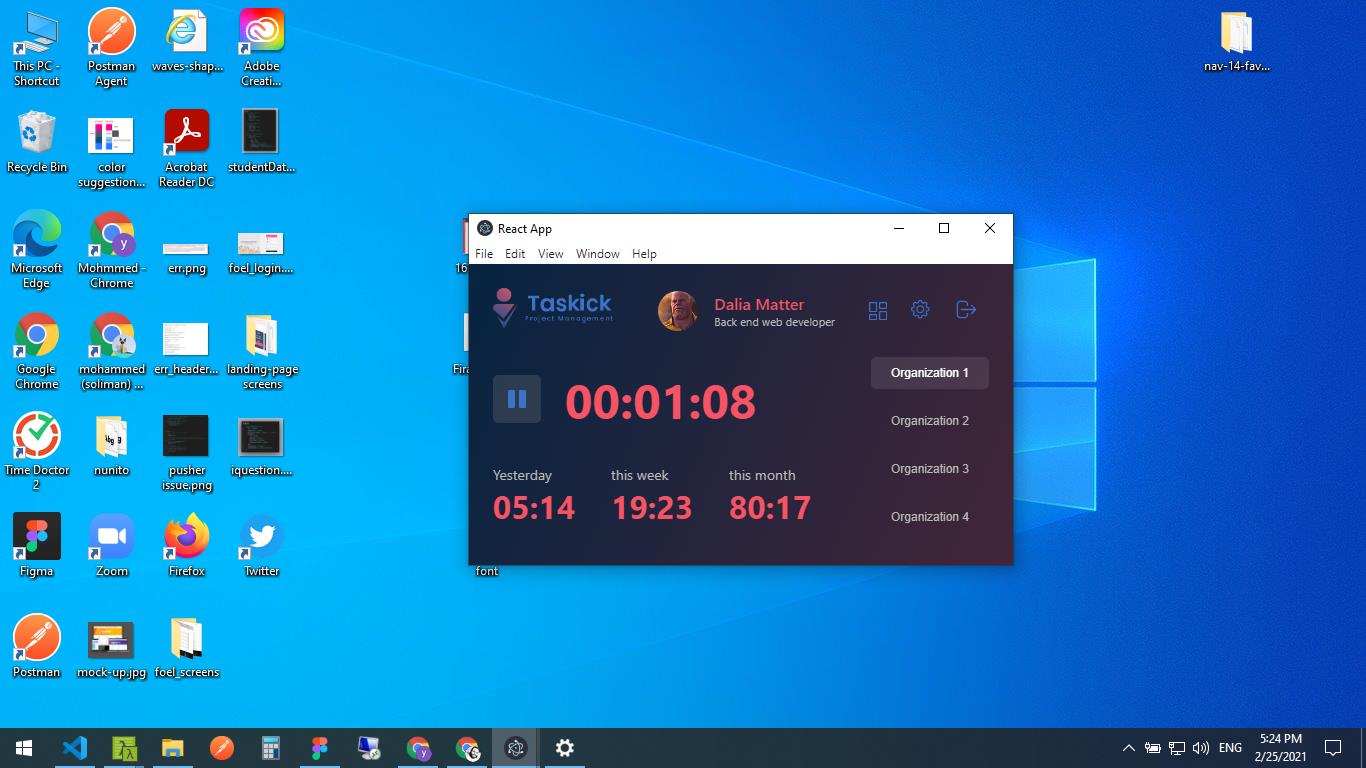 This PC -
Shortcut
Postman
Agent
waves-shap...
Adobe
Creati...
nav-14-fav...
Recycle Bin
color
suggestion...
Acrobat
Reader DC
studentDat...
Microsoft
Edge
Mohmmed -
Chrome
err.png
foel_login....
16
Google
Chrome
mohammed
(soliman) ...
err_header...
landing-page
screens
Fira
Time Doctor
2
nunito
pusher
issue.png
iquestion....
Figma
Zoom
Firefox
Twitter
font
Postman
mock-up.jpg
foel_screens
React App
File Edit View Window Help
Taskick
Project Management
Dalia Matter
Back end web developer
00:01:08
Yesterday
05:14
this week
19:23
this month
80:17
Organization 1
Organization 2
Organization 3
Organization 4
ENG
5:24 PM
2/25/2021